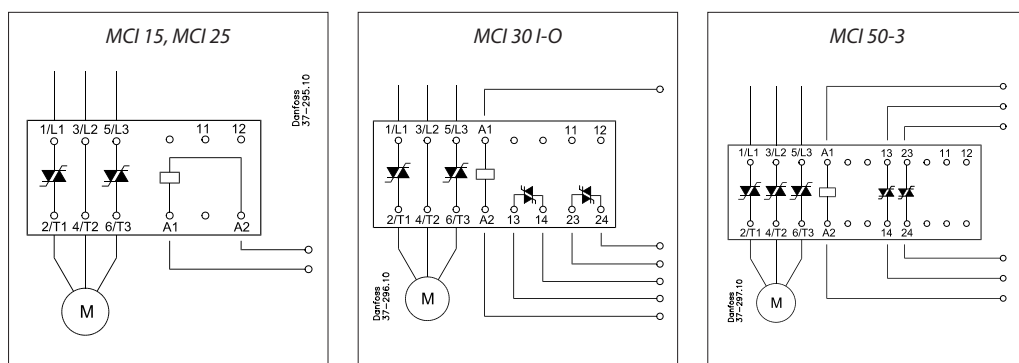 MCI 15, MCI 25
Danfoss
37-295.10
1/L1 3/L2 5/L3 11 12
2/T1 4/T2 6/T3 A1 A2
M
MCI 30 I-O
1/L1 3/L2 5/L3 A1 11 12
2/T1 4/T2 6/T3 A2 13 14 23 24
M
Danfoss
37-296.10
MCI 50-3
1/L1 3/L2 5/L3 A1 13 23 11 12
2/T1 4/T2 6/T3 A2 14 24
M
Danfoss
37-297.10